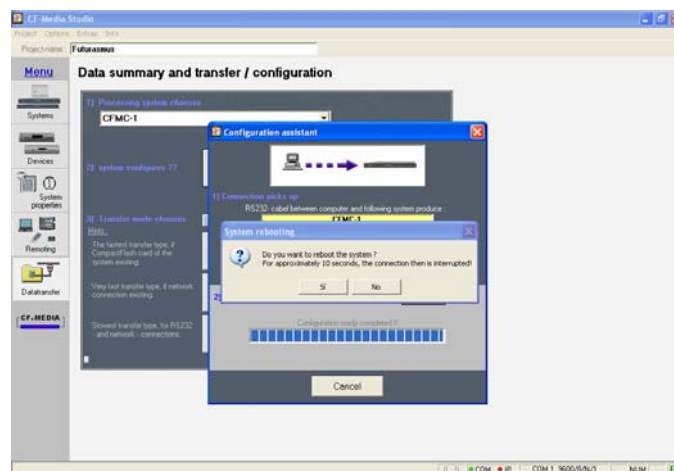 CF-Media Studio
Project Options Extras Info
Project-name: Futurasmus
Menu
Systems
Devices
System
properties
Remoting
Datatransfer
CF-MEDIA
Data summary and transfer / configuration
1) Processing system chooses
CFMC-1
2) system configures ??
3) Transfer mode chooses
Hint:
The fastest transfer type, if
CompactFlash card of the
system existing.
Very fast transfer type, if network
connection existing.
Slowest transfer type, for RS232
- and network - connections.
Configuration assistant
1) Connection picks up
RS232- cabel between computer and following system produce :
CFMC-1
System rebooting
Do you want to reboot the system ?
For approximately 10 seconds, the connection then is interrupted!
Sí
No
2)
Configuration ready completed !!
Cancel
COM
IP
COM 1, 9600/8/N/1
NUM